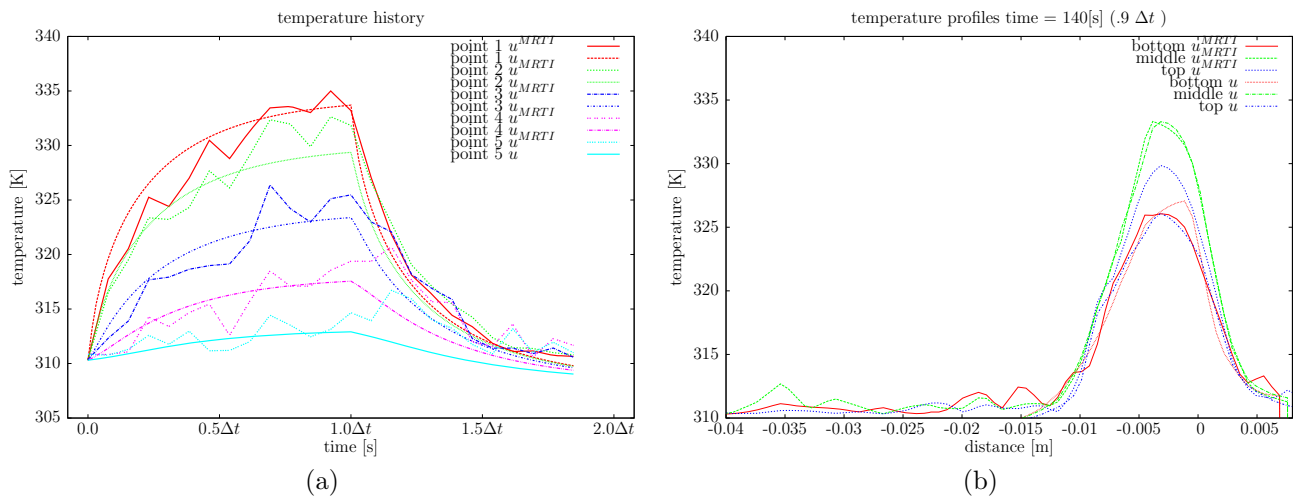 temperature history
340
335
330
325
320
315
310
305
temperature [K]
0.0
0.5Δt
1.0Δt
1.5Δt
2.0Δt
time [s]
point 1 u^MRTI
point 1 u
point 2 u^MRTI
point 2 u
point 3 u^MRTI
point 3 u
point 4 u^MRTI
point 4 u
point 5 u^MRTI
point 5 u
(a)
temperature profiles time = 140[s] (.9 Δt )
340
335
330
325
320
315
310
temperature [K]
-0.04
-0.035
-0.03
-0.025
-0.02
-0.015
-0.01
-0.005
0
0.005
distance [m]
bottom u^MRTI
middle u^MRTI
top u^MRTI
bottom u
middle u
top u
(b)